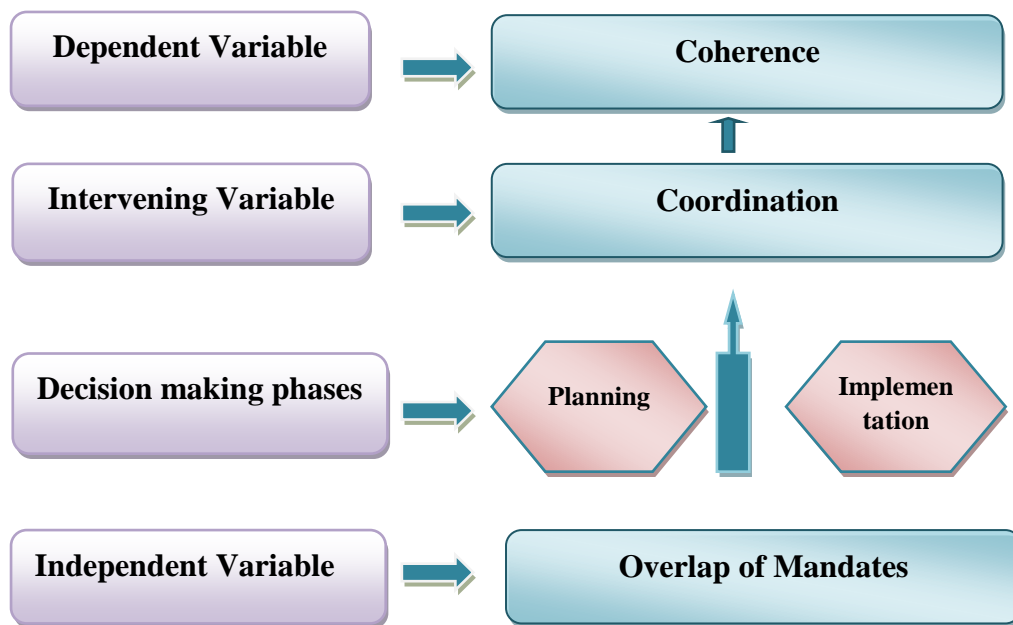 Dependent Variable
Coherence
Intervening Variable
Coordination
Decision making phases
Planning
Implemen
tation
Independent Variable
Overlap of Mandates